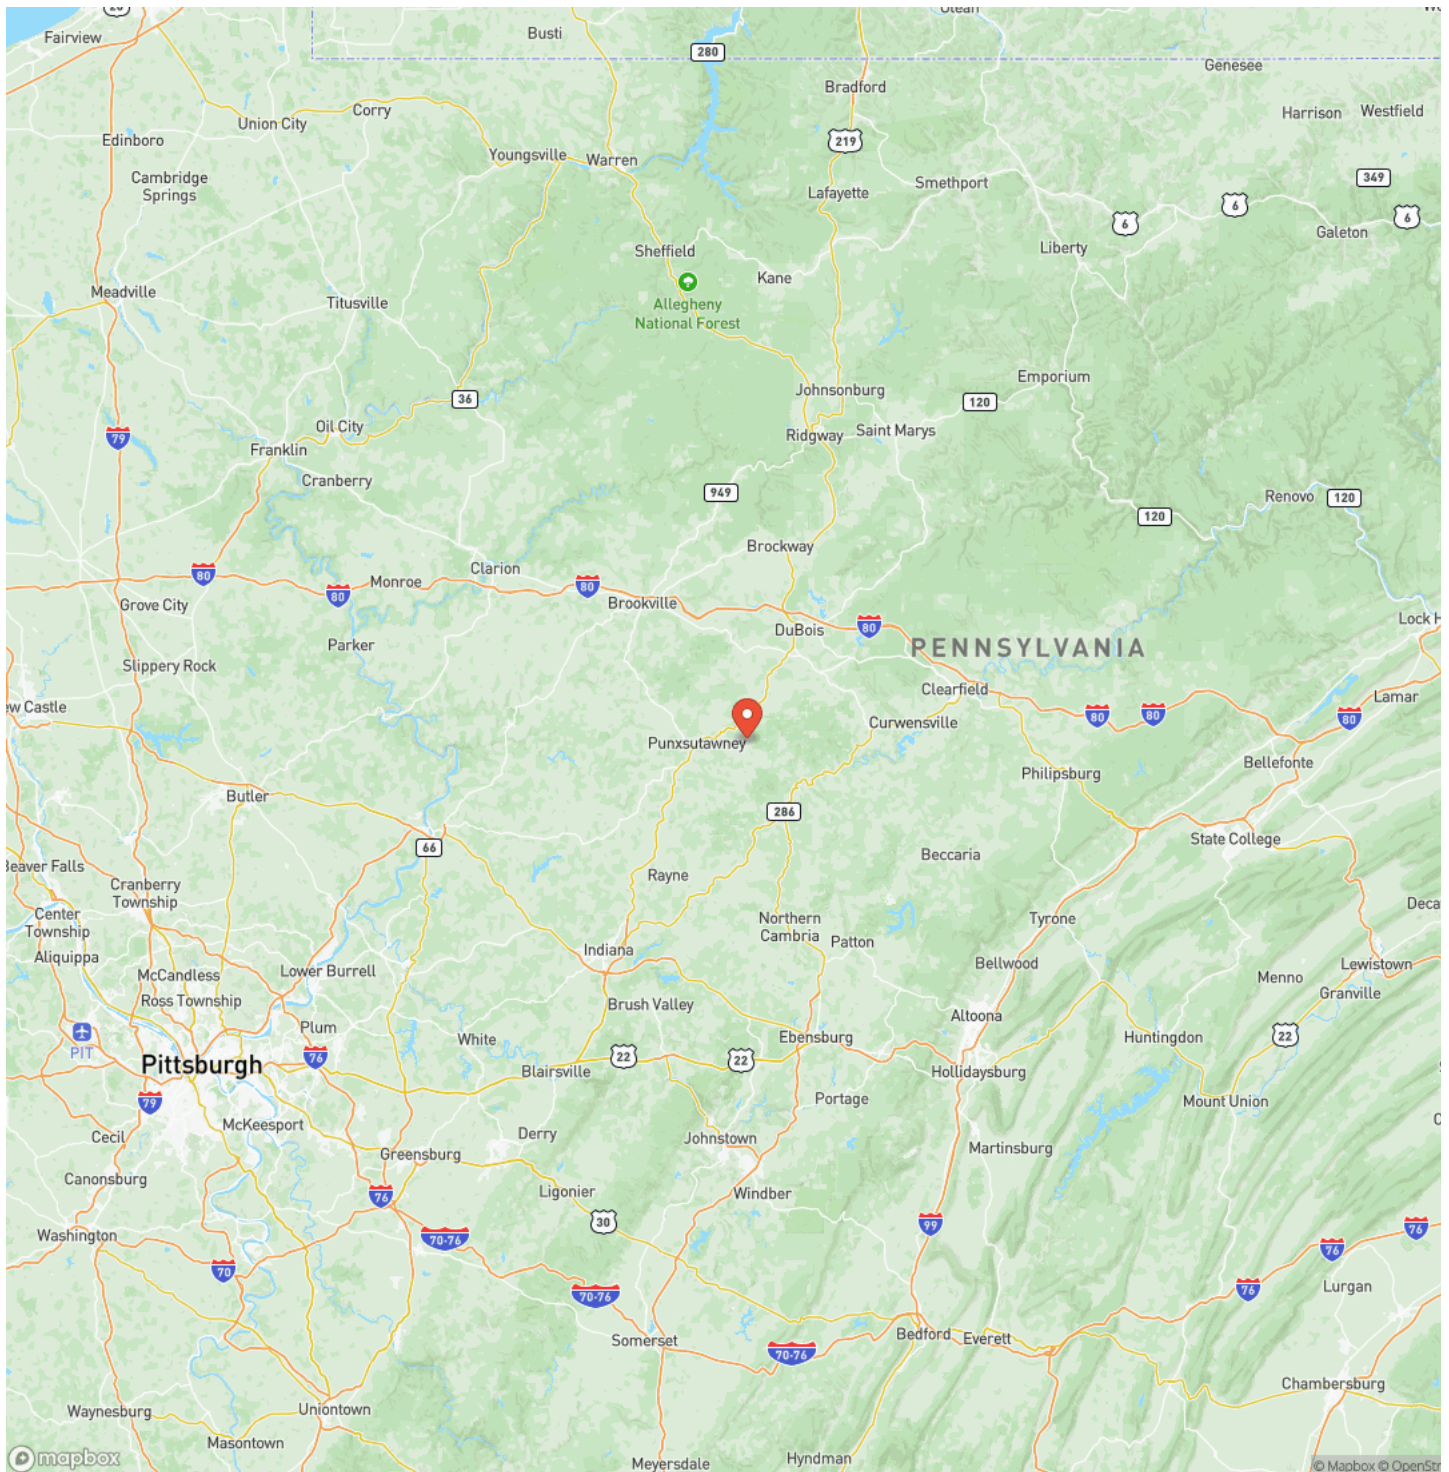 20
Olean
Fairview
Busti
280
Genesee
Bradford
Corry
Harrison
Westfield
Union City
Edinboro
219
Youngsville
Warren
Cambridge
Springs
349
Smethport
Lafayette
6
6
6
Galeton
Sheffield
Liberty
Kane
Meadville
Titusville
Allegheny
National Forest
Emporium
Johnsonburg
36
120
Oil City
79
Saint Marys
Ridgway
Franklin
Cranberry
949
Renovo
120
120
Brockway
Clarion
80
Monroe
80
80
Grove City
Brookville
Lock H
80
DuBois
Parker
PENNSYLVANIA
Slippery Rock
Clearfield
Lamar
ew Castle
80
80
80
Curwensville
Punxsutawney
Bellefonte
Philipsburg
Butler
286
State College
66
Beccaria
Beaver Falls
Rayne
Cranberry
Township
Deca
Center
Township
Northern
Cambria
Tyrone
Patton
Indiana
Aliquippa
Bellwood
Lewistown
McCandless
Lower Burrell
Menno
Granville
Ross Township
Brush Valley
Altoona
Plum
PIT
White
Ebensburg
Huntingdon
22
Pittsburgh
76
22
22
Blairsville
Hollidaysburg
79
Portage
Mount Union
McKeesport
Cecil
Derry
Johnstown
Martinsburg
Greensburg
Canonsburg
76
Ligonier
Windber
30
99
76
Washington
70-76
76
70
76
Lurgan
70-76
Somerset
Bedford
Everett
70-76
Chambersburg
Waynesburg
Uniontown
Masontown
mapbox
Hyndman
Meyersdale
© Mapbox © OpenStr